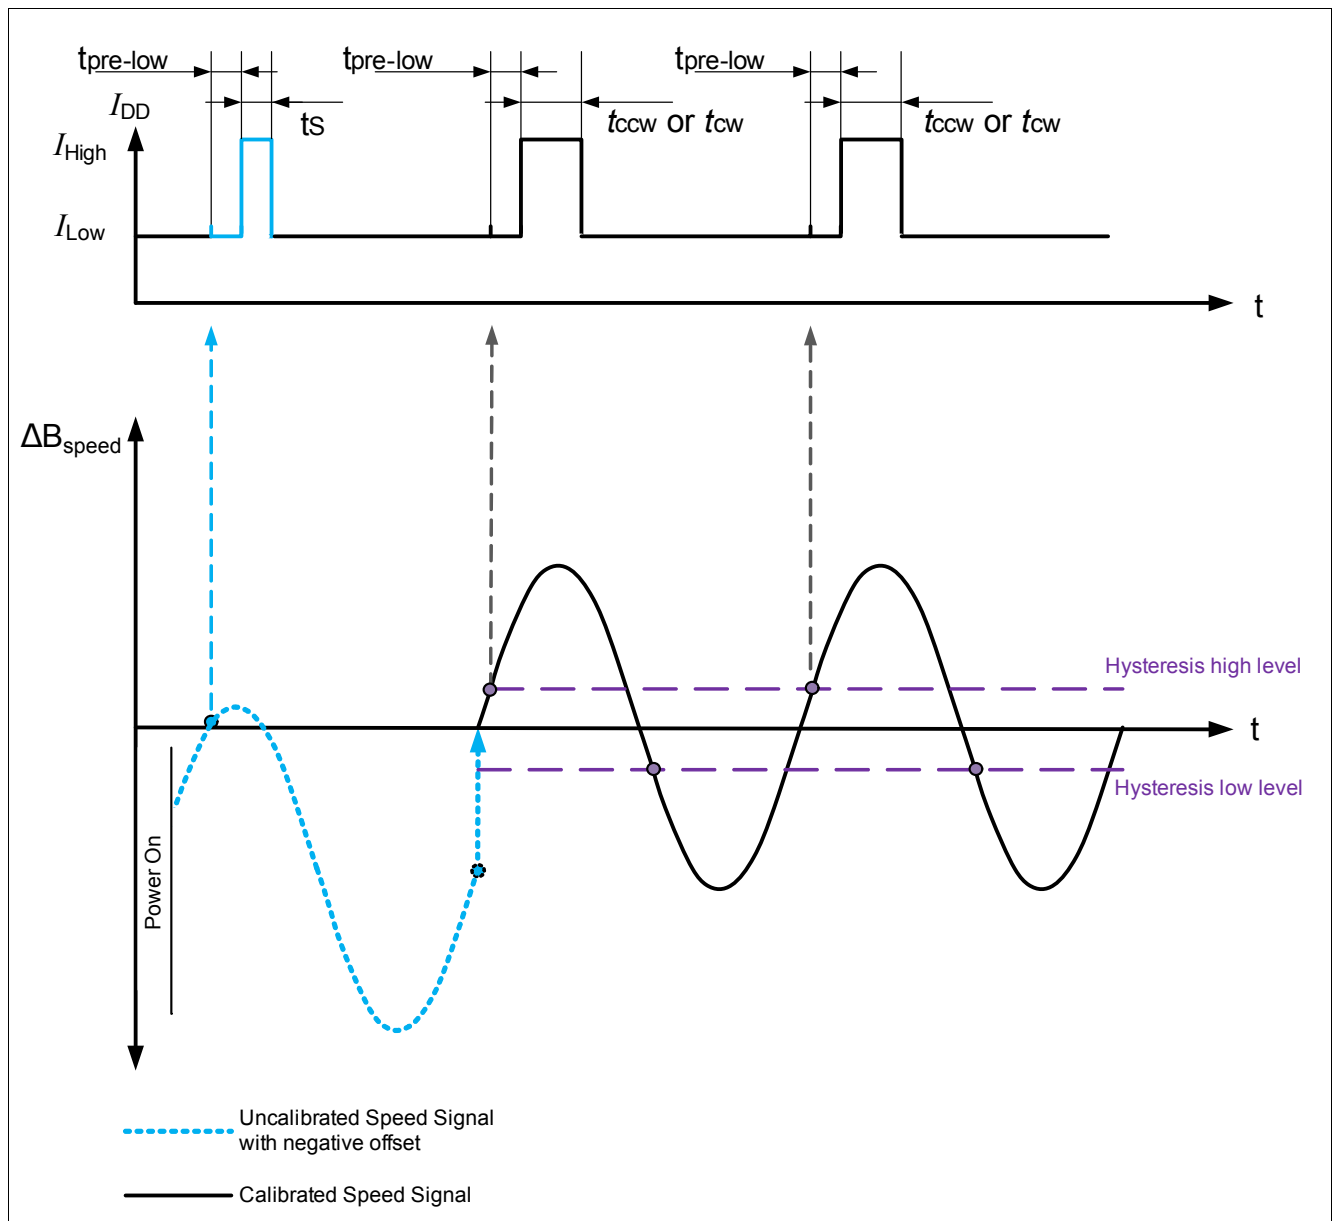 tpre-low tpre-low tpre-low
IDD tS tccw or tcw tccw or tcw
IHigh
ILow
t
ΔBspeed
Hysteresis high level
t
Hysteresis low level
Power On
Uncalibrated Speed Signal
with negative offset
Calibrated Speed Signal